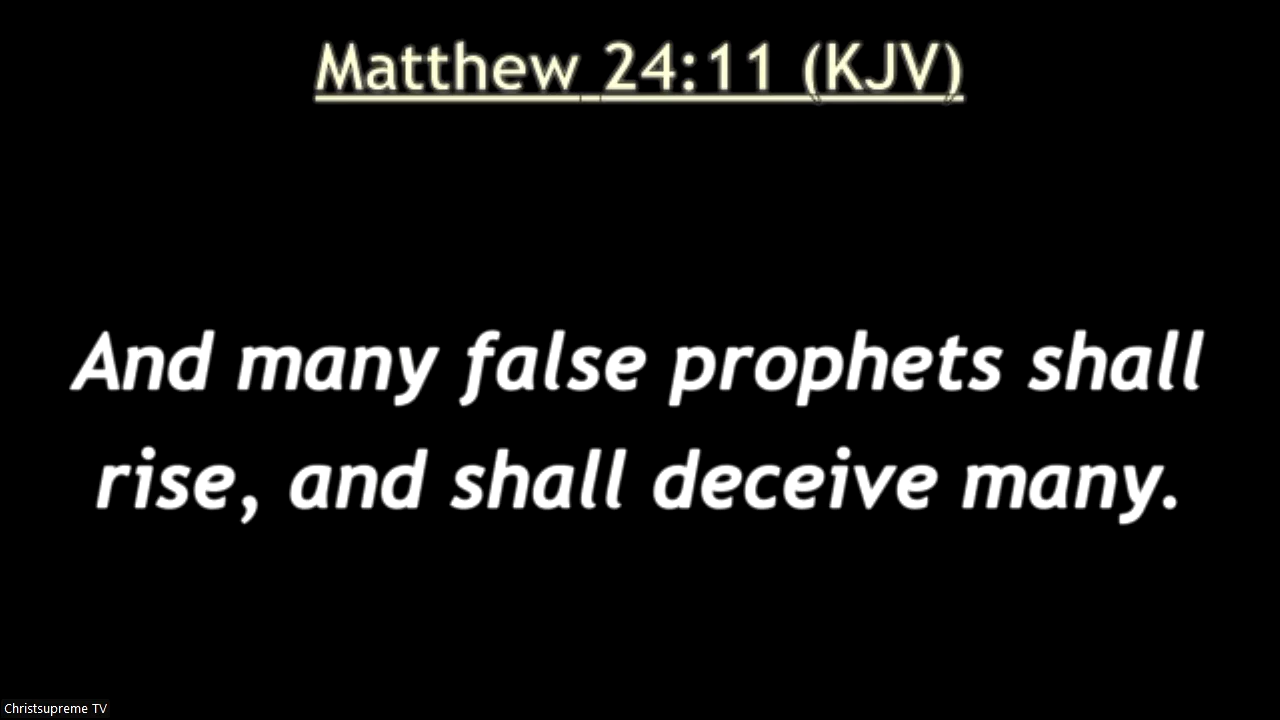 Matthew 24:11 (KJV)
And many false prophets shall
rise, and shall deceive many.
Christsupreme TV